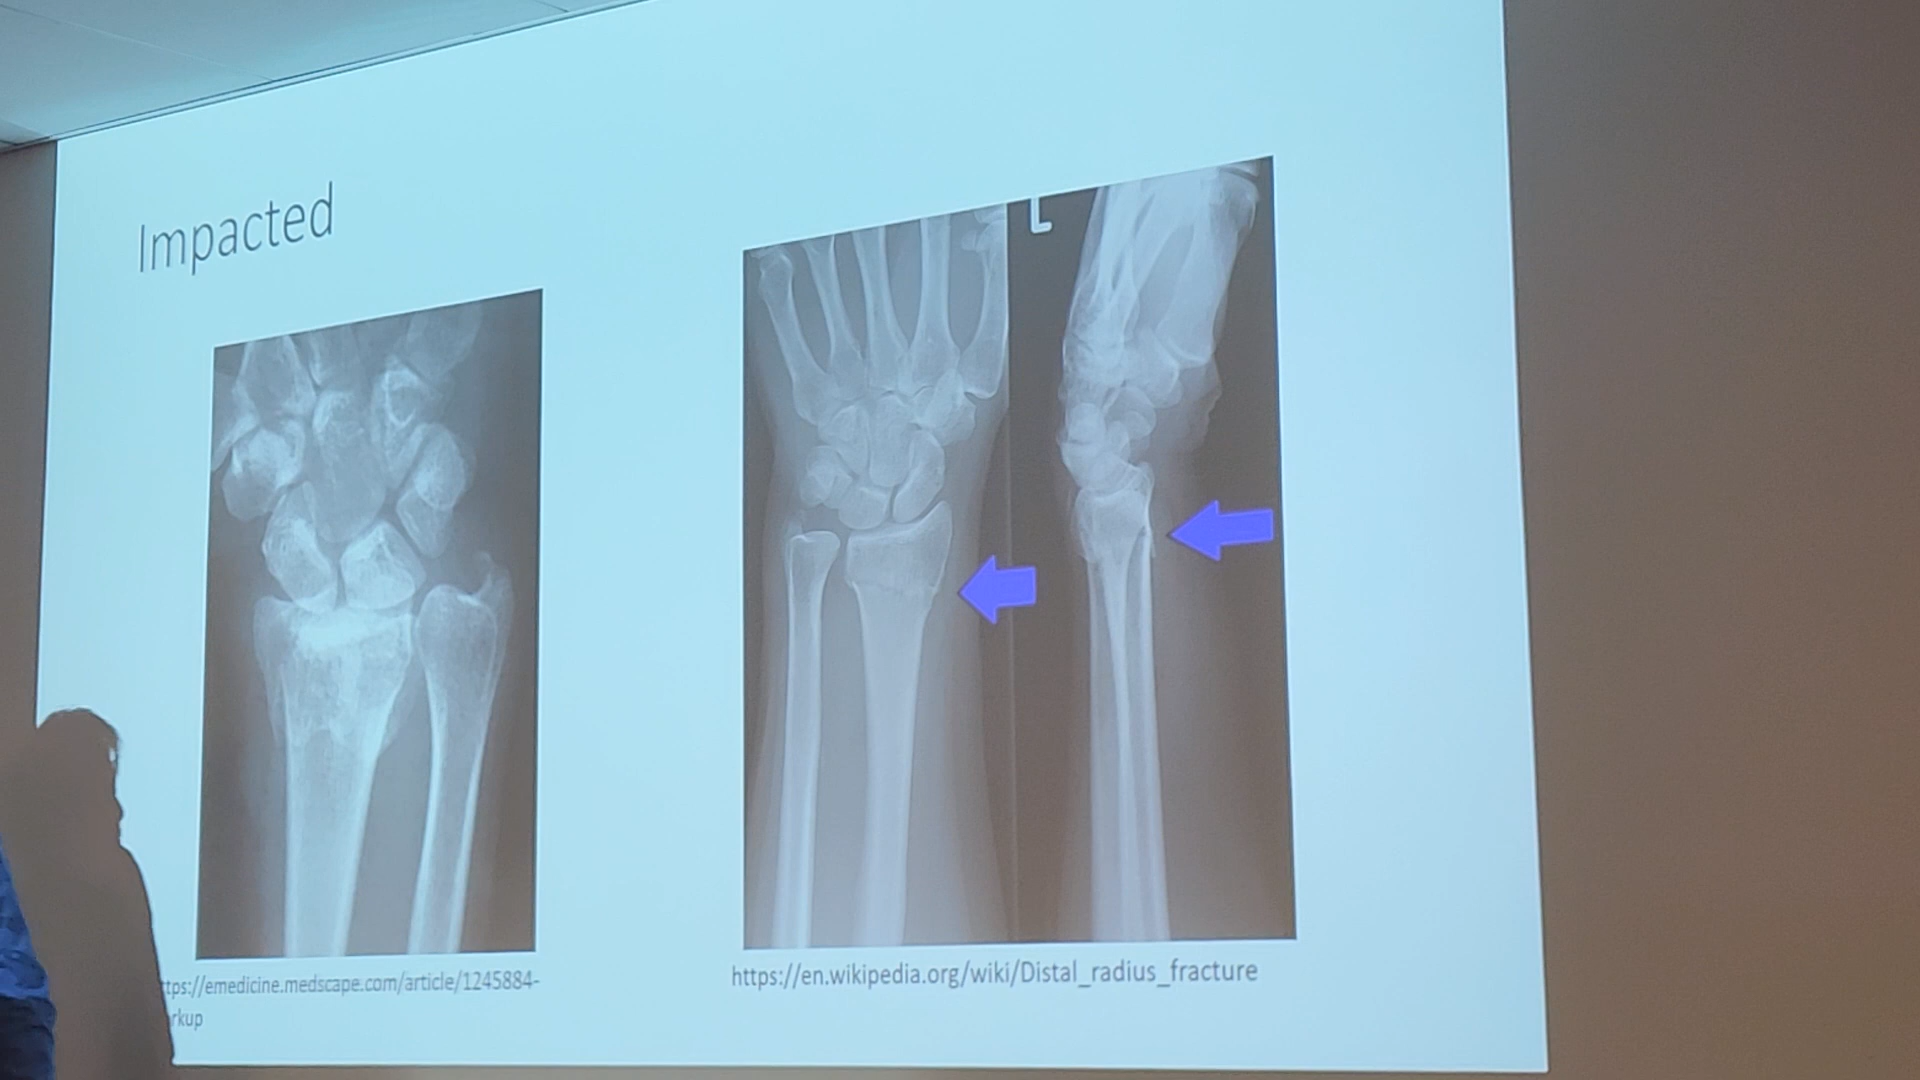 Impacted
L
tps://emedicine.medscape.com/article/1245884-
rkup
https://en.wikipedia.org/wiki/Distal_radius_fracture